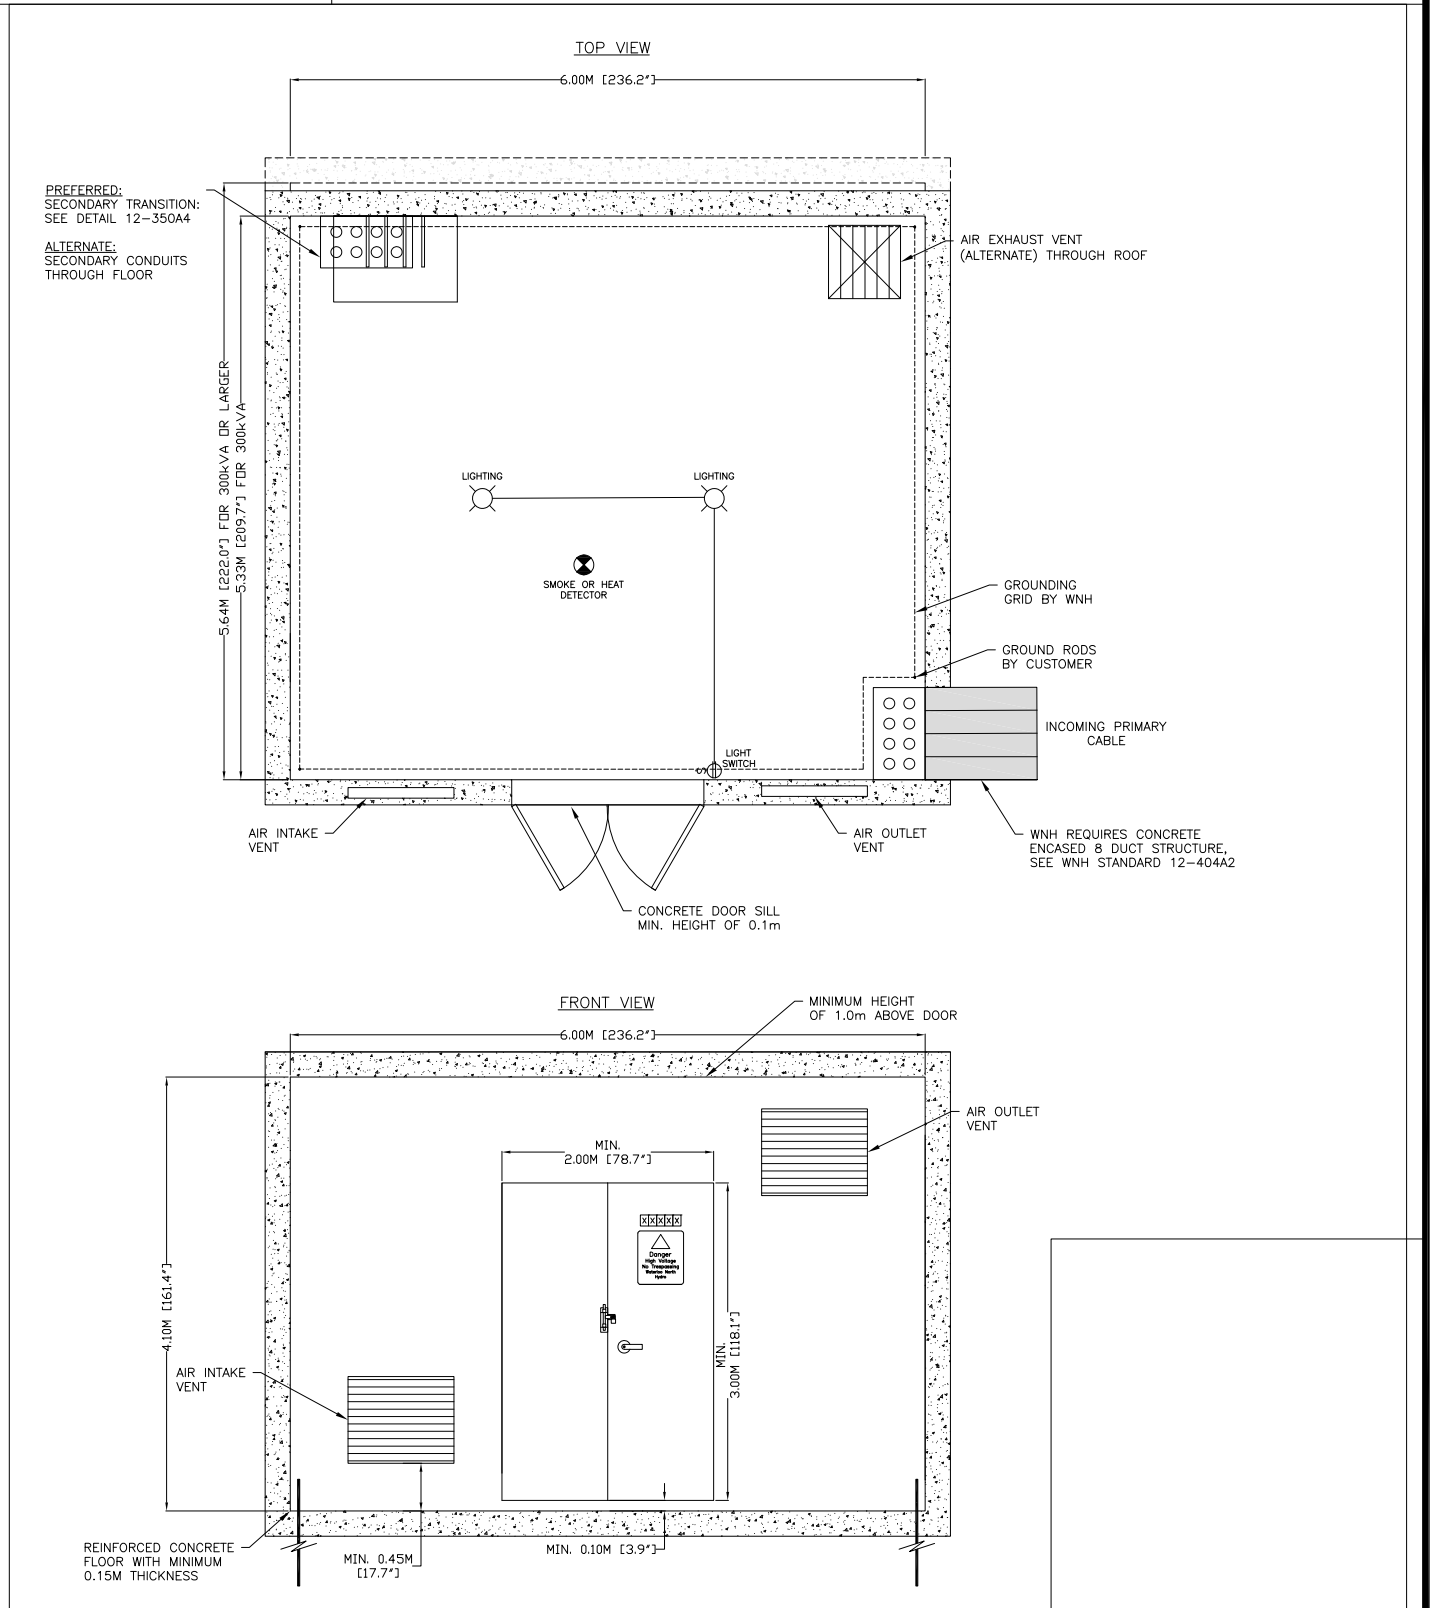 TOP VIEW
6.00M [236.2"]
PREFERRED:
SECONDARY TRANSITION:
SEE DETAIL 12-350A4
ALTERNATE:
SECONDARY CONDUITS
THROUGH FLOOR
AIR EXHAUST VENT
(ALTERNATE) THROUGH ROOF
5.64M [222.0"] FOR 300kVA OR LARGER
5.33M [209.7"] FOR 300kVA
LIGHTING
LIGHTING
SMOKE OR HEAT
DETECTOR
GROUNDING
GRID BY WNH
GROUND RODS
BY CUSTOMER
INCOMING PRIMARY
CABLE
LIGHT
SWITCH
$
AIR INTAKE
VENT
AIR OUTLET
VENT
WNH REQUIRES CONCRETE
ENCASED 8 DUCT STRUCTURE,
SEE WNH STANDARD 12-404A2
CONCRETE DOOR SILL
MIN. HEIGHT OF 0.1m
FRONT VIEW
MINIMUM HEIGHT
OF 1.0m ABOVE DOOR
6.00M [236.2"]
AIR OUTLET
VENT
MIN.
2.00M [78.7"]
XXXXX
Danger
High Voltage
No Trespassing
Waterloo North
Hydro
4.10M [161.4"]
MIN.
3.00M [118.1"]
AIR INTAKE
VENT
REINFORCED CONCRETE
FLOOR WITH MINIMUM
0.15M THICKNESS
MIN. 0.45M
[17.7"]
MIN. 0.10M [3.9"]